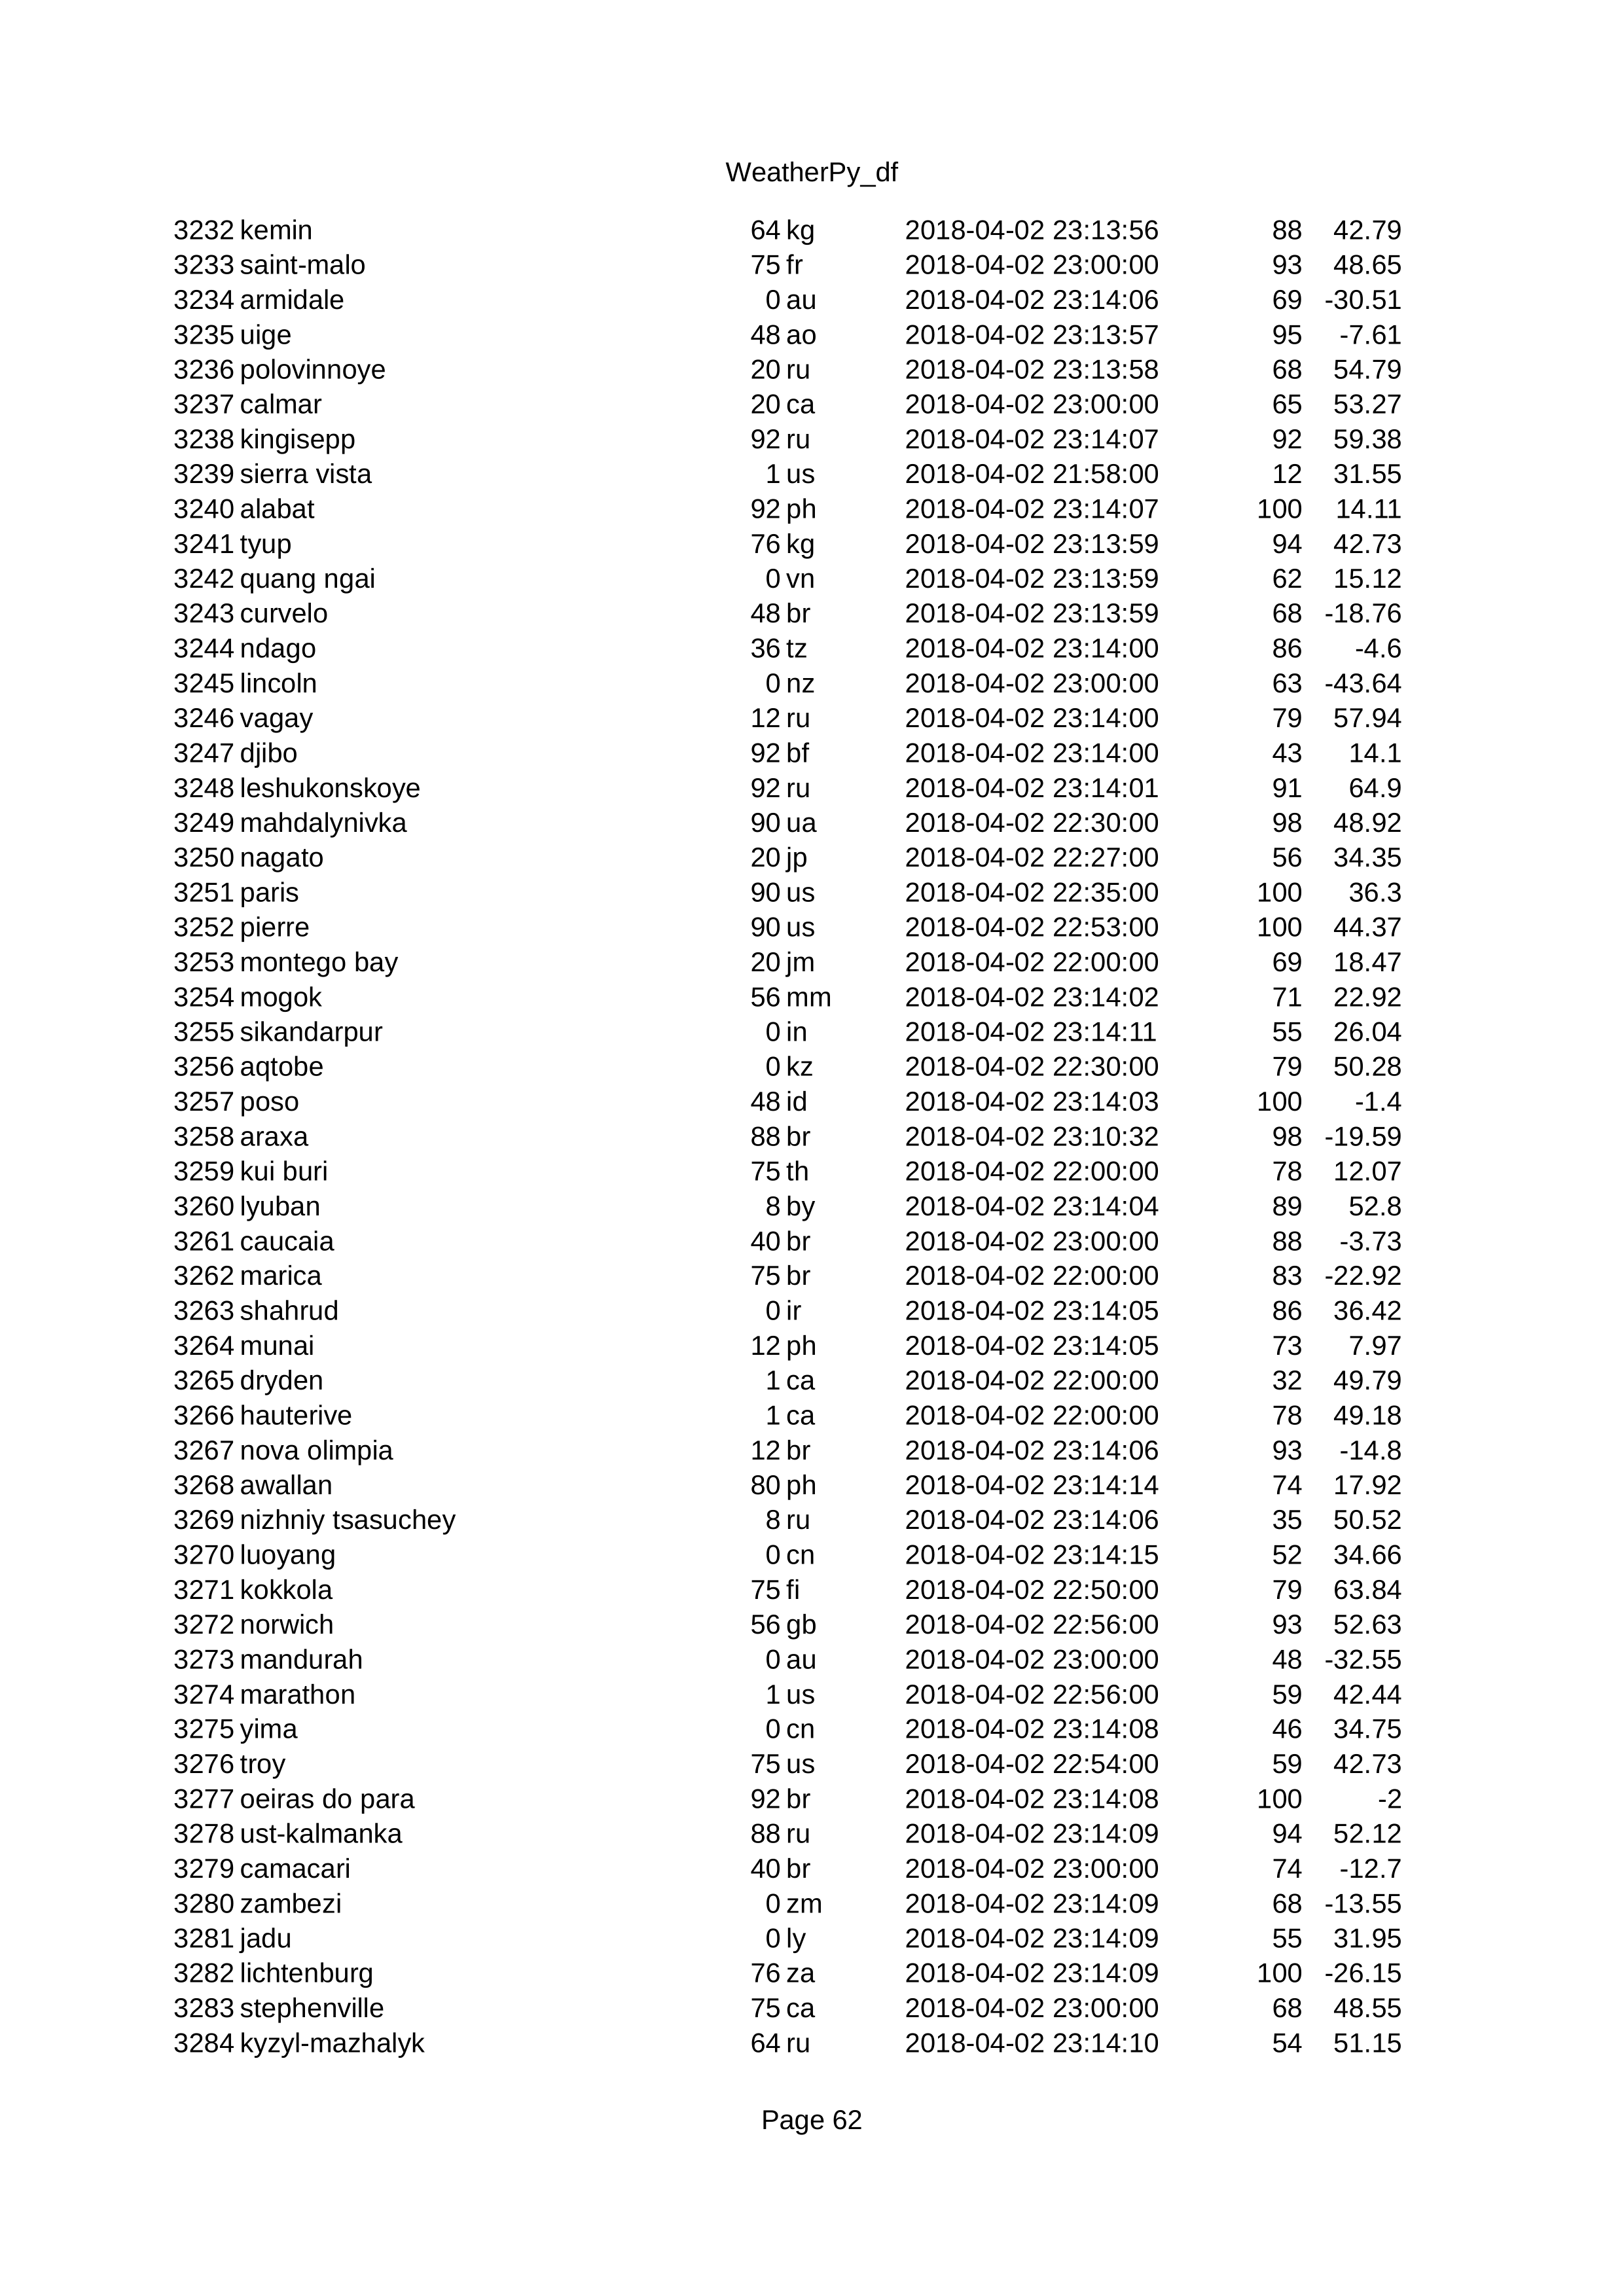 WeatherPy_df
3232 kemin 64 kg 2018-04-02 23:13:56 88 42.79
3233 saint-malo 75 fr 2018-04-02 23:00:00 93 48.65
3234 armidale 0 au 2018-04-02 23:14:06 69 -30.51
3235 uige 48 ao 2018-04-02 23:13:57 95 -7.61
3236 polovinnoye 20 ru 2018-04-02 23:13:58 68 54.79
3237 calmar 20 ca 2018-04-02 23:00:00 65 53.27
3238 kingisepp 92 ru 2018-04-02 23:14:07 92 59.38
3239 sierra vista 1 us 2018-04-02 21:58:00 12 31.55
3240 alabat 92 ph 2018-04-02 23:14:07 100 14.11
3241 tyup 76 kg 2018-04-02 23:13:59 94 42.73
3242 quang ngai 0 vn 2018-04-02 23:13:59 62 15.12
3243 curvelo 48 br 2018-04-02 23:13:59 68 -18.76
3244 ndago 36 tz 2018-04-02 23:14:00 86 -4.6
3245 lincoln 0 nz 2018-04-02 23:00:00 63 -43.64
3246 vagay 12 ru 2018-04-02 23:14:00 79 57.94
3247 djibo 92 bf 2018-04-02 23:14:00 43 14.1
3248 leshukonskoye 92 ru 2018-04-02 23:14:01 91 64.9
3249 mahdalynivka 90 ua 2018-04-02 22:30:00 98 48.92
3250 nagato 20 jp 2018-04-02 22:27:00 56 34.35
3251 paris 90 us 2018-04-02 22:35:00 100 36.3
3252 pierre 90 us 2018-04-02 22:53:00 100 44.37
3253 montego bay 20 jm 2018-04-02 22:00:00 69 18.47
3254 mogok 56 mm 2018-04-02 23:14:02 71 22.92
3255 sikandarpur 0 in 2018-04-02 23:14:11 55 26.04
3256 aqtobe 0 kz 2018-04-02 22:30:00 79 50.28
3257 poso 48 id 2018-04-02 23:14:03 100 -1.4
3258 araxa 88 br 2018-04-02 23:10:32 98 -19.59
3259 kui buri 75 th 2018-04-02 22:00:00 78 12.07
3260 lyuban 8 by 2018-04-02 23:14:04 89 52.8
3261 caucaia 40 br 2018-04-02 23:00:00 88 -3.73
3262 marica 75 br 2018-04-02 22:00:00 83 -22.92
3263 shahrud 0 ir 2018-04-02 23:14:05 86 36.42
3264 munai 12 ph 2018-04-02 23:14:05 73 7.97
3265 dryden 1 ca 2018-04-02 22:00:00 32 49.79
3266 hauterive 1 ca 2018-04-02 22:00:00 78 49.18
3267 nova olimpia 12 br 2018-04-02 23:14:06 93 -14.8
3268 awallan 80 ph 2018-04-02 23:14:14 74 17.92
3269 nizhniy tsasuchey 8 ru 2018-04-02 23:14:06 35 50.52
3270 luoyang 0 cn 2018-04-02 23:14:15 52 34.66
3271 kokkola 75 fi 2018-04-02 22:50:00 79 63.84
3272 norwich 56 gb 2018-04-02 22:56:00 93 52.63
3273 mandurah 0 au 2018-04-02 23:00:00 48 -32.55
3274 marathon 1 us 2018-04-02 22:56:00 59 42.44
3275 yima 0 cn 2018-04-02 23:14:08 46 34.75
3276 troy 75 us 2018-04-02 22:54:00 59 42.73
3277 oeiras do para 92 br 2018-04-02 23:14:08 100 -2
3278 ust-kalmanka 88 ru 2018-04-02 23:14:09 94 52.12
3279 camacari 40 br 2018-04-02 23:00:00 74 -12.7
3280 zambezi 0 zm 2018-04-02 23:14:09 68 -13.55
3281 jadu 0 ly 2018-04-02 23:14:09 55 31.95
3282 lichtenburg 76 za 2018-04-02 23:14:09 100 -26.15
3283 stephenville 75 ca 2018-04-02 23:00:00 68 48.55
3284 kyzyl-mazhalyk 64 ru 2018-04-02 23:14:10 54 51.15
Page 62